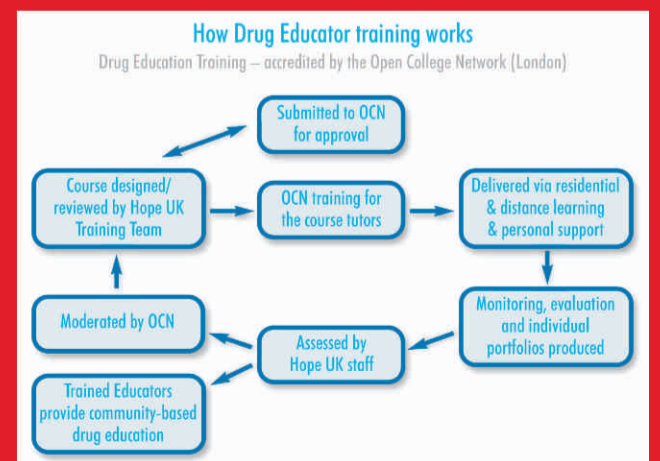 How Drug Educator training works
Drug Education Training – accredited by the Open College Network (London)
Submitted to OCN
for approval
Course designed/
reviewed by Hope UK
Training Team
OCN training for
the course tutors
Delivered via residential
& distance learning
& personal support
Monitoring, evaluation
and individual
portfolios produced
Assessed by
Hope UK staff
Moderated by OCN
Trained Educators
provide community-based
drug education